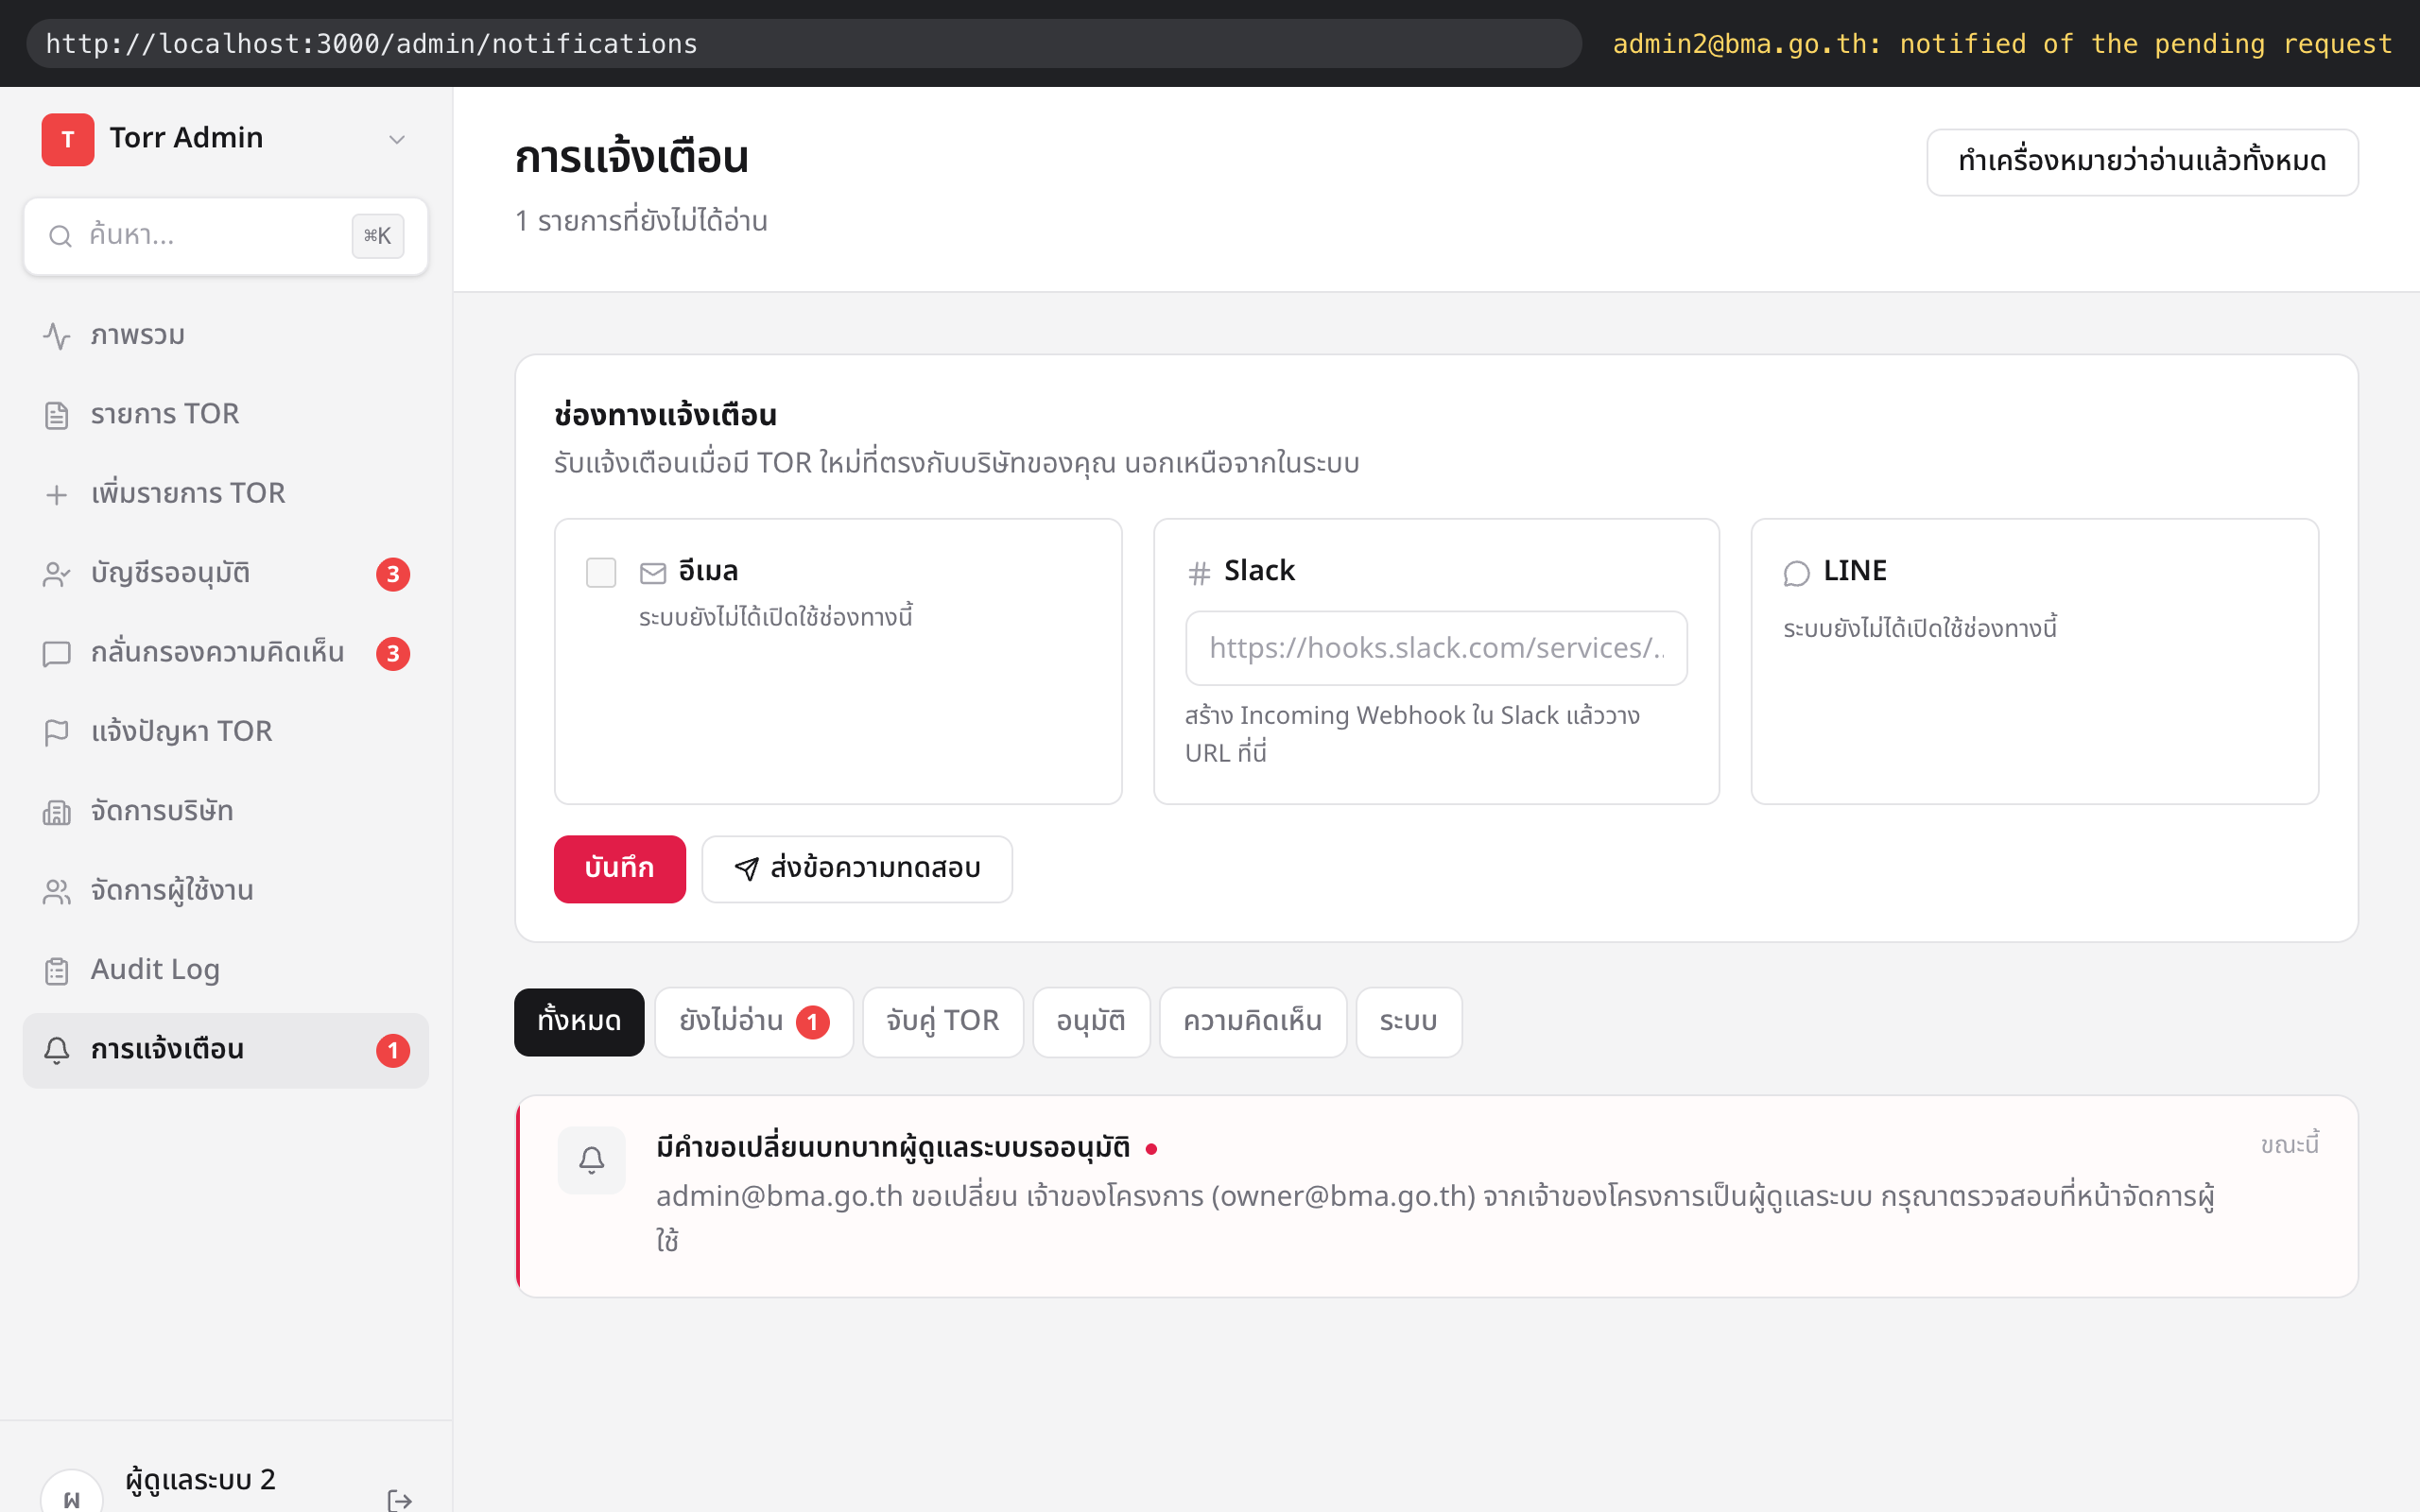 http://localhost:3000/admin/notifications
admin2@bma.go.th: notified of the pending request
T
Torr Admin
ค้นหา...
⌘K
ภาพรวม
รายการ TOR
เพิ่มรายการ TOR
บัญชีรออนุมัติ 3
กลั่นกรองความคิดเห็น 3
แจ้งปัญหา TOR
จัดการบริษัท
จัดการผู้ใช้งาน
Audit Log
การแจ้งเตือน 1
ผ
ผู้ดูแลระบบ 2
การแจ้งเตือน
1 รายการที่ยังไม่ได้อ่าน
ทำเครื่องหมายว่าอ่านแล้วทั้งหมด
ช่องทางแจ้งเตือน
รับแจ้งเตือนเมื่อมี TOR ใหม่ที่ตรงกับบริษัทของคุณ นอกเหนือจากในระบบ
อีเมล
ระบบยังไม่ได้เปิดใช้ช่องทางนี้
Slack
https://hooks.slack.com/services/..
สร้าง Incoming Webhook ใน Slack แล้ววาง
URL ที่นี่
LINE
ระบบยังไม่ได้เปิดใช้ช่องทางนี้
บันทึก
ส่งข้อความทดสอบ
ทั้งหมด
ยังไม่อ่าน 1
จับคู่ TOR
อนุมัติ
ความคิดเห็น
ระบบ
มีคำขอเปลี่ยนบทบาทผู้ดูแลระบบรออนุมัติ
ขณะนี้
admin@bma.go.th ขอเปลี่ยน เจ้าของโครงการ (owner@bma.go.th) จากเจ้าของโครงการเป็นผู้ดูแลระบบ กรุณาตรวจสอบที่หน้าจัดการผู้
ใช้